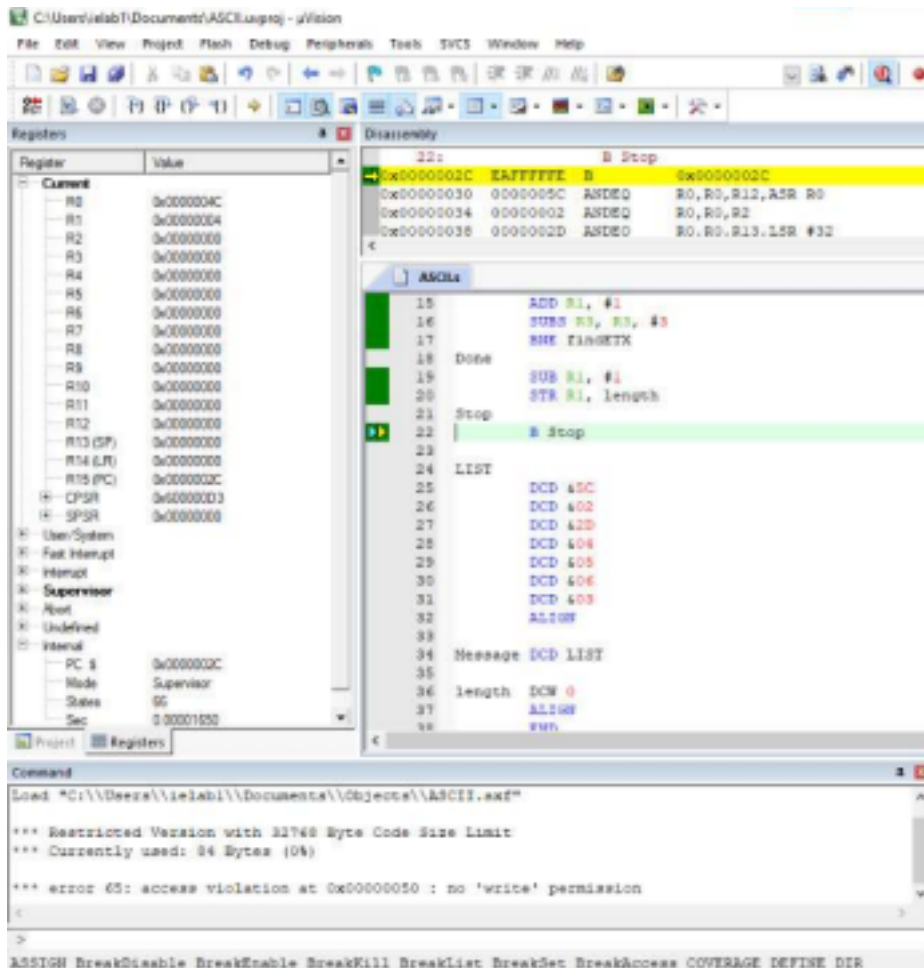 C:\Users\ielab1\Documents\ASCII.uvproj - µVision
File Edit View Project Flash Debug Peripherals Tools SVCS Window Help
Registers
Register Value
Current
R0 0x0000004C
R1 0x00000004
R2 0x00000000
R3 0x00000000
R4 0x00000000
R5 0x00000000
R6 0x00000000
R7 0x00000000
R8 0x00000000
R9 0x00000000
R10 0x00000000
R11 0x00000000
R12 0x00000000
R13 (SP) 0x00000000
R14 (LR) 0x00000000
R15 (PC) 0x0000002C
CPSR 0x600000D3
SPSR 0x00000000
User/System
Fast Interrupt
Interrupt
Supervisor
Abort
Undefined
Internal
PC $ 0x0000002C
Mode Supervisor
States 66
Sec 0.00001650
Project Registers
Disassembly
22: B Stop
0x0000002C EAFFFFFE B 0x0000002C
0x00000030 0000005C ANDEQ R0,R0,R12,ASR R0
0x00000034 00000002 ANDEQ R0,R0,R2
0x00000038 0000002D ANDEQ R0,R0,R13,LSR #32
ASCII.s
15 ADD R1, #1
16 SUBS R3, R3, #3
17 BNE findETX
18 Done
19 SUB R1, #1
20 STR R1, length
21 Stop
22 B Stop
23
24 LIST
25 DCD &5C
26 DCD &02
27 DCD &2D
28 DCD &04
29 DCD &05
30 DCD &06
31 DCD &03
32 ALIGN
33
34 Message DCD LIST
35
36 length DCW 0
37 ALIGN
38 END
Command
Load "C:\\Users\\ielab1\\Documents\\Objects\\ASCII.axf"
*** Restricted Version with 32768 Byte Code Size Limit
*** Currently used: 84 Bytes (0%)
*** error 65: access violation at 0x00000050 : no 'write' permission
>
ASSIGN BreakDisable BreakEnable BreakKill BreakList BreakSet BreakAccess COVERAGE DEFINE DIR